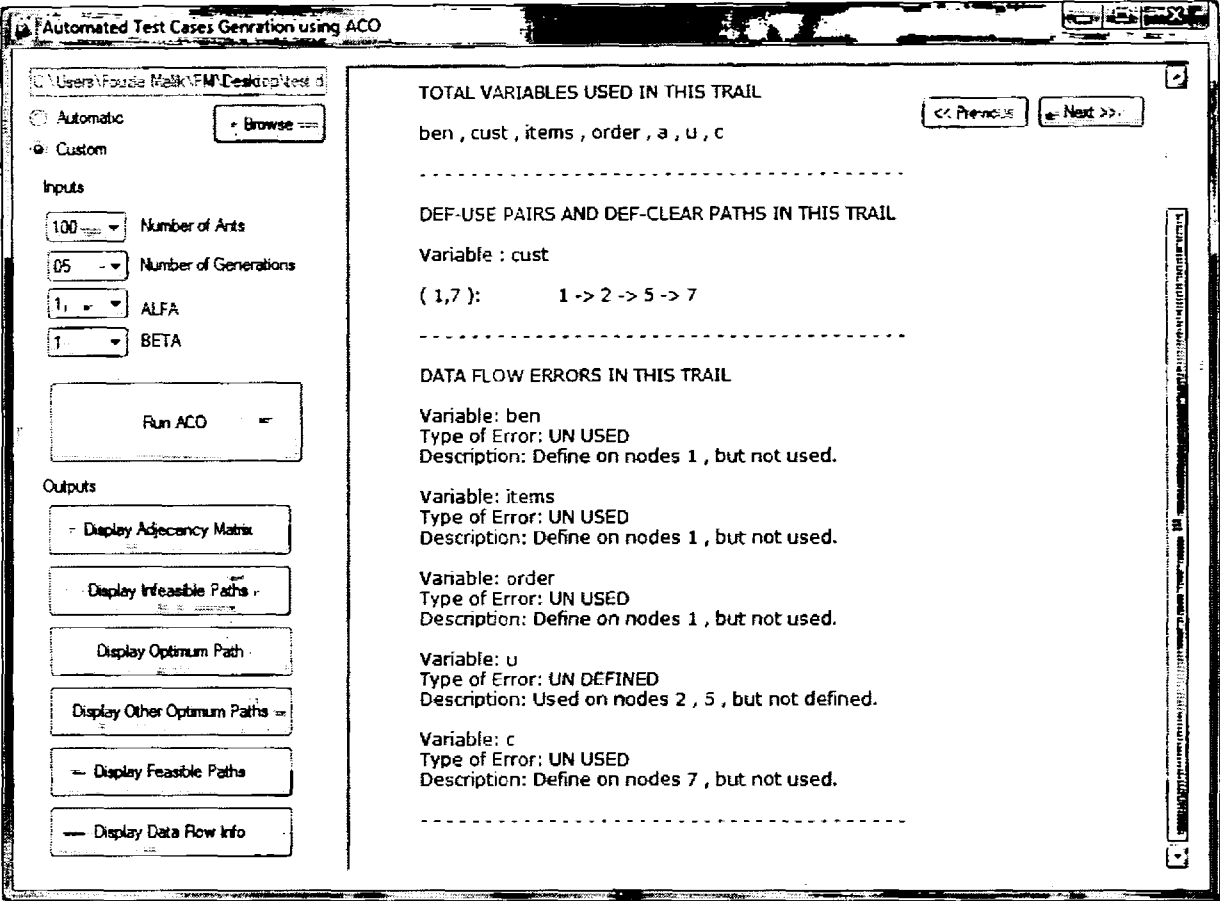 Automated Test Cases Genration using ACO
C:\Users\Fouzia Malik\FM\Desktop\test d
Automatic
Browse
Custom
Inputs
100 Number of Ants
05 Number of Generations
1 ALFA
1 BETA
Run ACO
Outputs
Display Adjecency Matrix
Display Infeasible Paths
Display Optimum Path
Display Other Optimum Paths
Display Feasible Paths
Display Data Flow Info
<< Previous
Next >>
TOTAL VARIABLES USED IN THIS TRAIL
ben , cust , items , order , a , u , c
- - - - - - - - - - - - - - - - - - - - - - - - - - - - - - - - - - - - - - -
DEF-USE PAIRS AND DEF-CLEAR PATHS IN THIS TRAIL
Variable : cust
( 1,7 ): 1 -> 2 -> 5 -> 7
- - - - - - - - - - - - - - - - - - - - - - - - - - - - - - - - - - - - - - -
DATA FLOW ERRORS IN THIS TRAIL
Variable: ben
Type of Error: UN USED
Description: Define on nodes 1 , but not used.
Variable: items
Type of Error: UN USED
Description: Define on nodes 1 , but not used.
Variable: order
Type of Error: UN USED
Description: Define on nodes 1 , but not used.
Variable: u
Type of Error: UN DEFINED
Description: Used on nodes 2 , 5 , but not defined.
Variable: c
Type of Error: UN USED
Description: Define on nodes 7 , but not used.
- - - - - - - - - - - - - - - - - - - - - - - - - - - - - - - - - - - - - - -